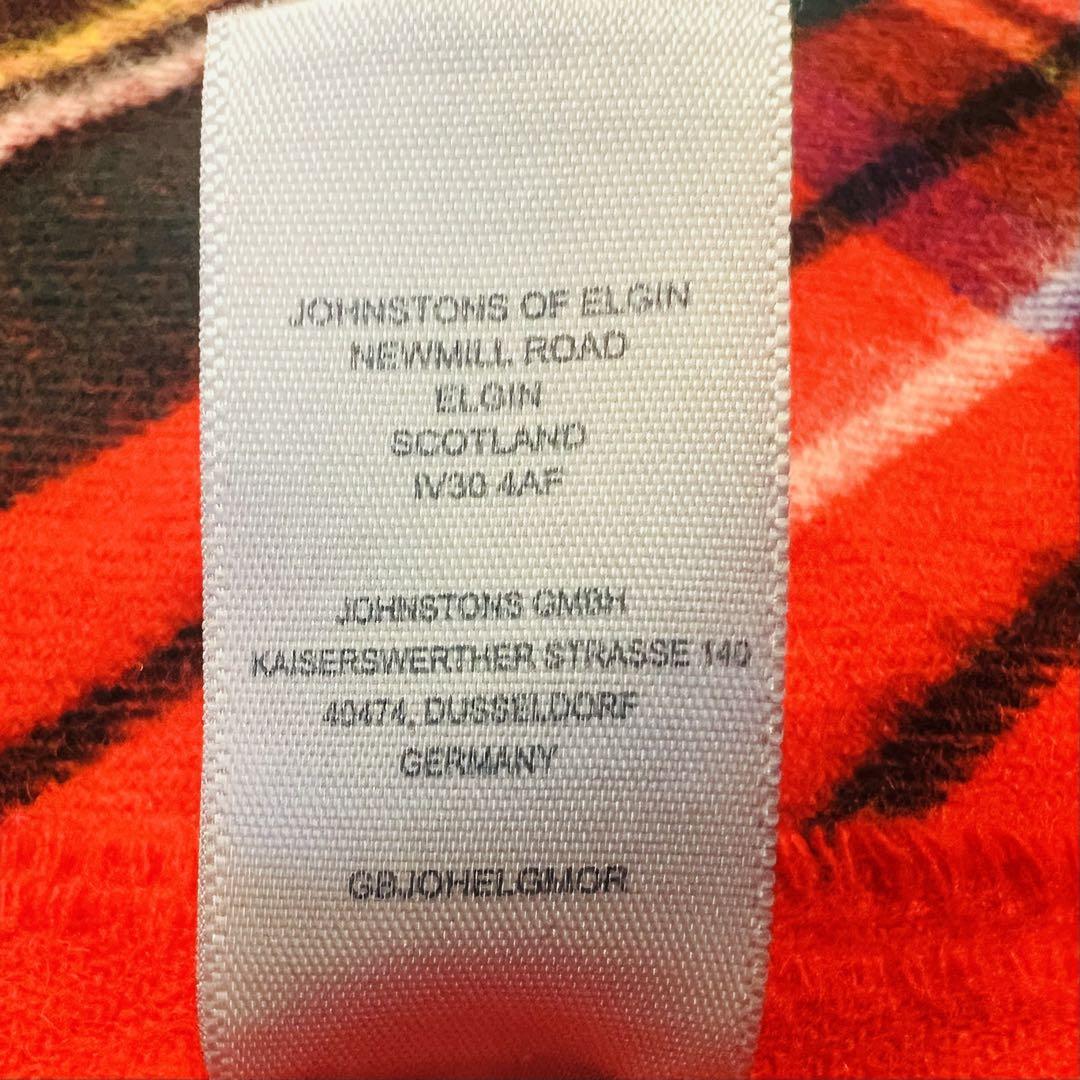 JOHNSTONS OF ELGIN
NEWMILL ROAD
ELGIN
SCOTLAND
IV30 4AF
JOHNSTONS GMBH
KAISERSWERTHER STRASSE 140
40474, DUSSELDORF
GERMANY
GBJOHELGMOR